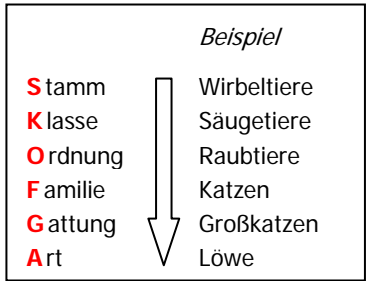 Beispiel
Stamm Wirbeltiere
Klasse Säugetiere
Ordnung Raubtiere
Familie Katzen
Gattung Großkatzen
Art Löwe